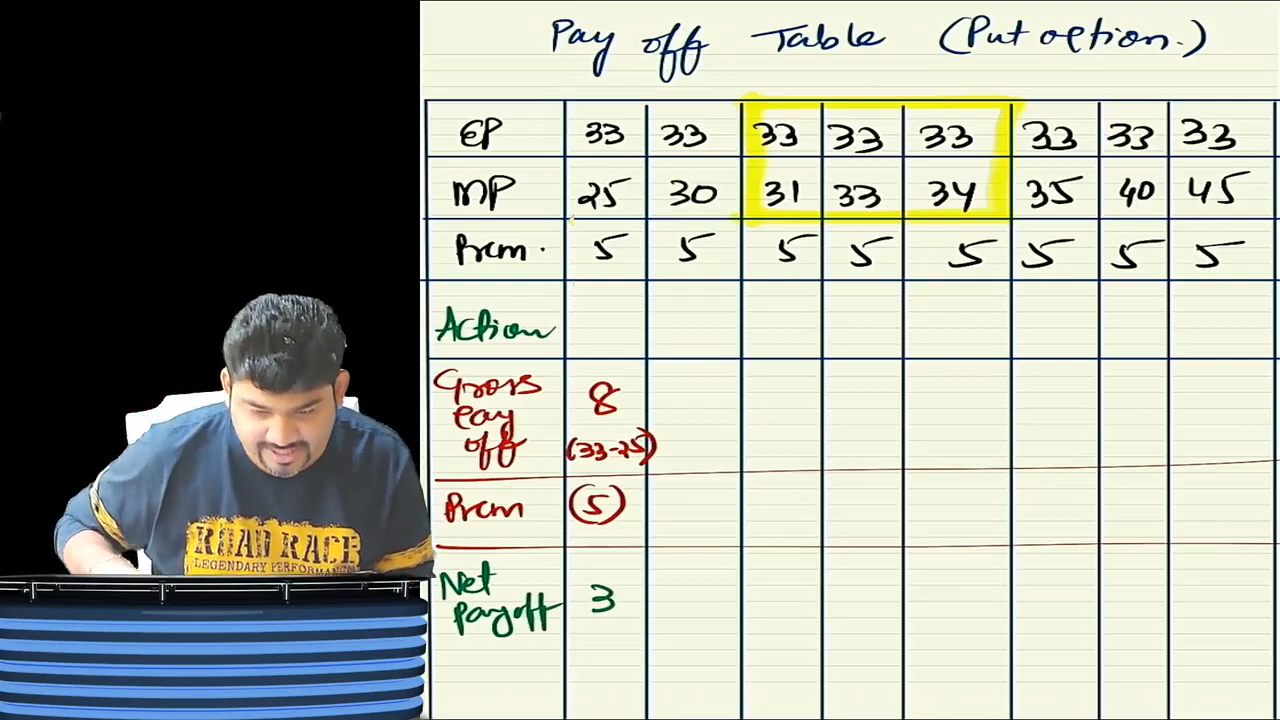 Pay off Table (Put option.)
EP 33 33 33 33 33 33 33 33
MP 25 30 31 33 34 35 40 45
Prem. 5 5 5 5 5 5 5 5
Action
Gross pay off 8 (33-25)
Prem (5)
Net payoff 3
ROAD RACE
LEGENDARY PERFORMANCE